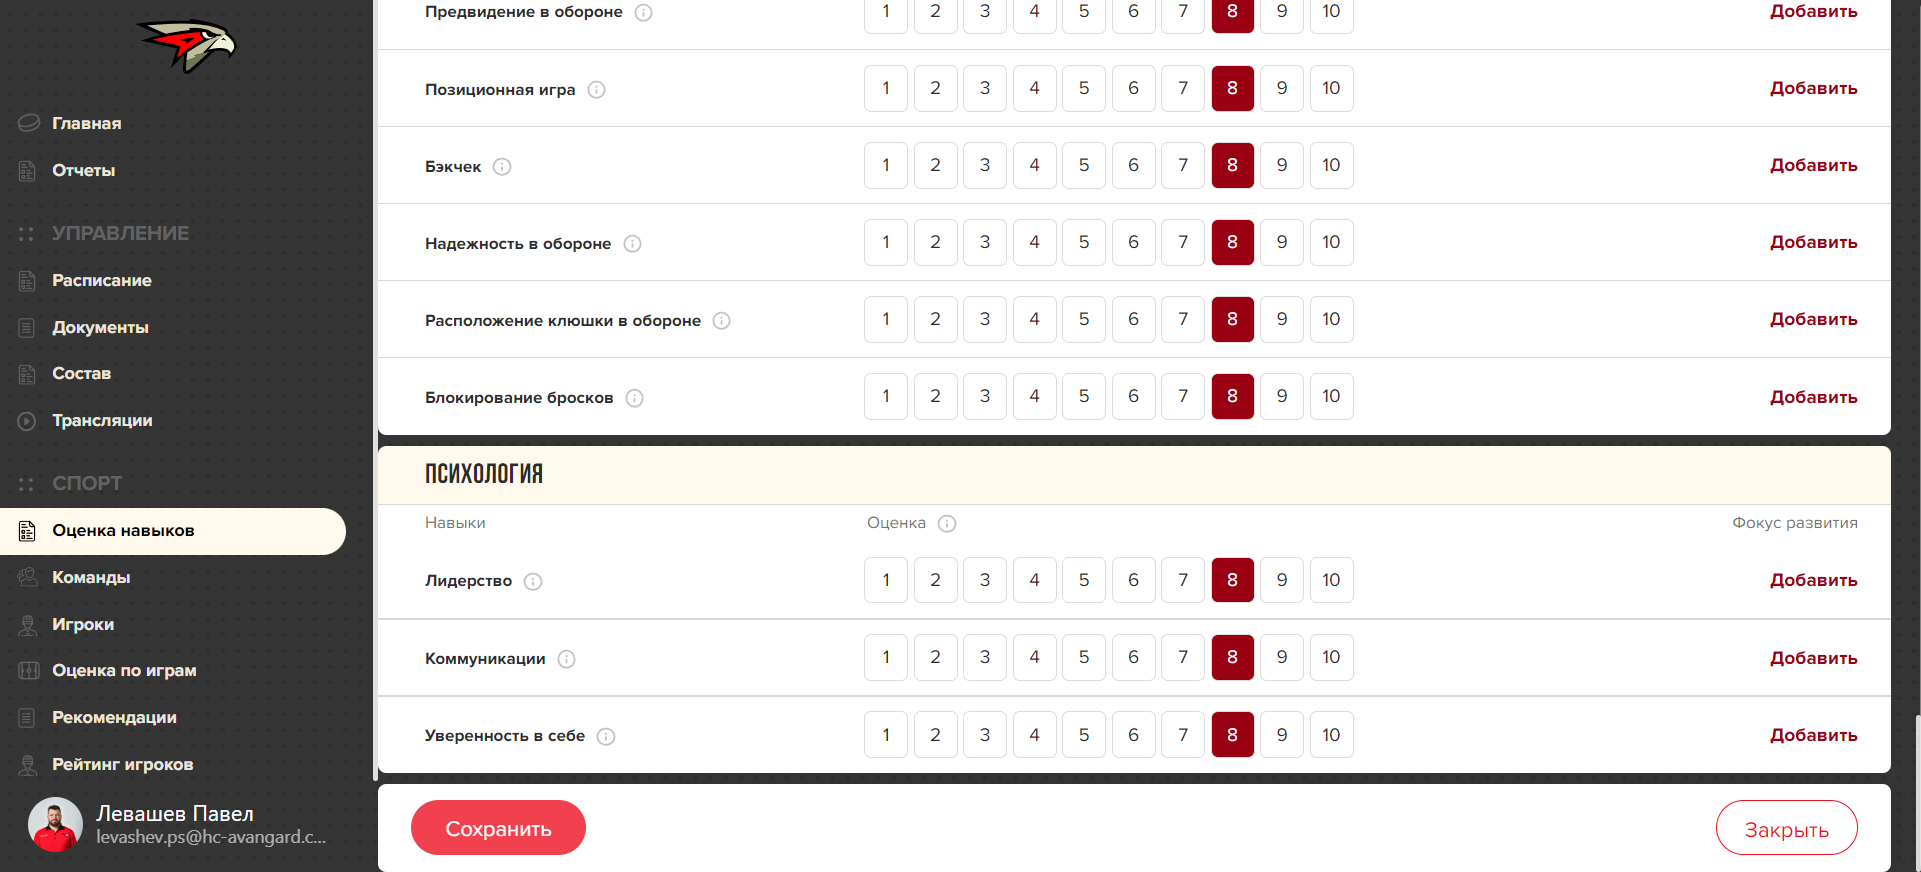 Главная
Отчеты
УПРАВЛЕНИЕ
Расписание
Документы
Состав
Трансляции
СПОРТ
Оценка навыков
Команды
Игроки
Оценка по играм
Рекомендации
Рейтинг игроков
Левашев Павел
levashev.ps@hc-avangard.c...
Предвидение в обороне 1 2 3 4 5 6 7 8 9 10 Добавить
Позиционная игра 1 2 3 4 5 6 7 8 9 10 Добавить
Бэкчек 1 2 3 4 5 6 7 8 9 10 Добавить
Надежность в обороне 1 2 3 4 5 6 7 8 9 10 Добавить
Расположение клюшки в обороне 1 2 3 4 5 6 7 8 9 10 Добавить
Блокирование бросков 1 2 3 4 5 6 7 8 9 10 Добавить
ПСИХОЛОГИЯ
Навыки Оценка Фокус развития
Лидерство 1 2 3 4 5 6 7 8 9 10 Добавить
Коммуникации 1 2 3 4 5 6 7 8 9 10 Добавить
Уверенность в себе 1 2 3 4 5 6 7 8 9 10 Добавить
Сохранить Закрыть